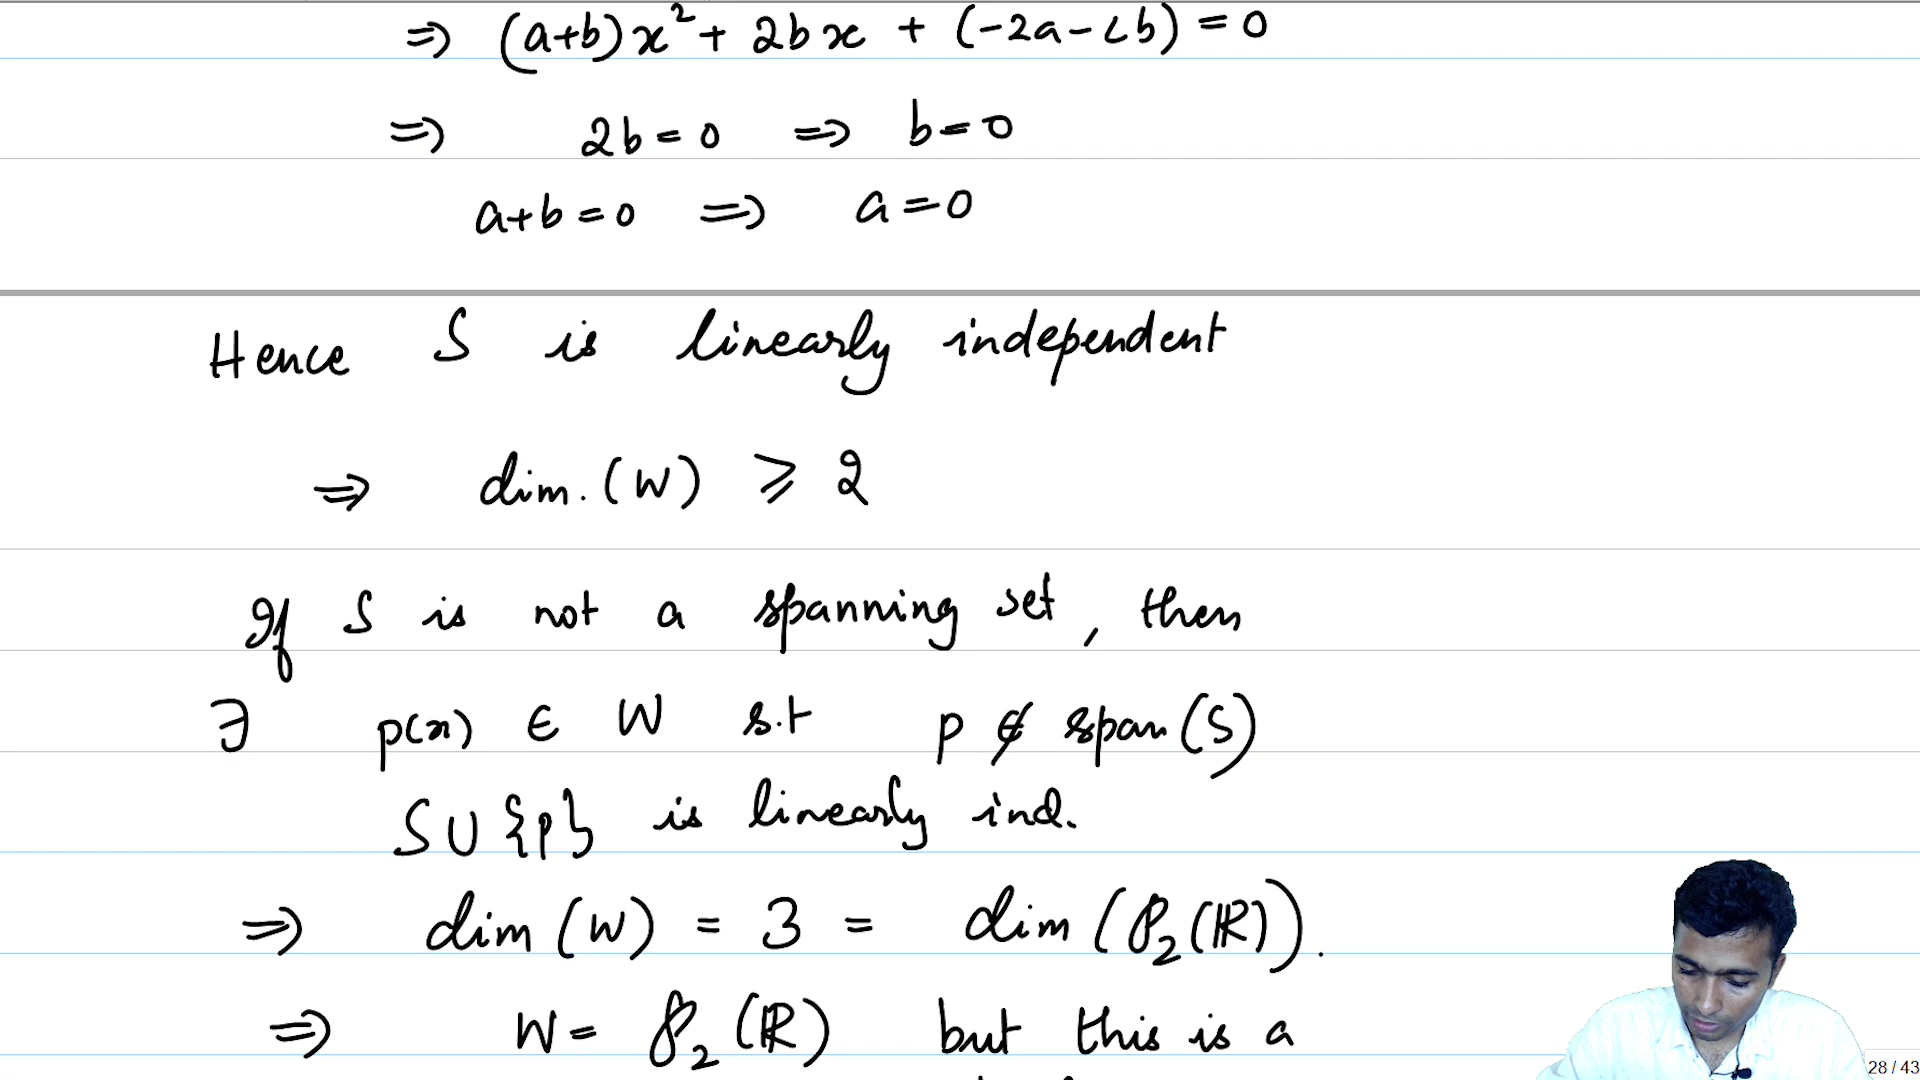 ⇒ (a+b)x² + 2bx + (-2a-2b) = 0
⇒ 2b = 0 ⇒ b = 0
a+b = 0 ⇒ a = 0
Hence S is linearly independent
⇒ dim. (W) ⩾ 2
If S is not a spanning set, then
∃ p(x) ∈ W s.t p ∉ span(S)
S∪{p} is linearly ind.
⇒ dim (W) = 3 = dim (P₂(ℝ)).
⇒ W = P₂(ℝ) but this is a
28 / 43